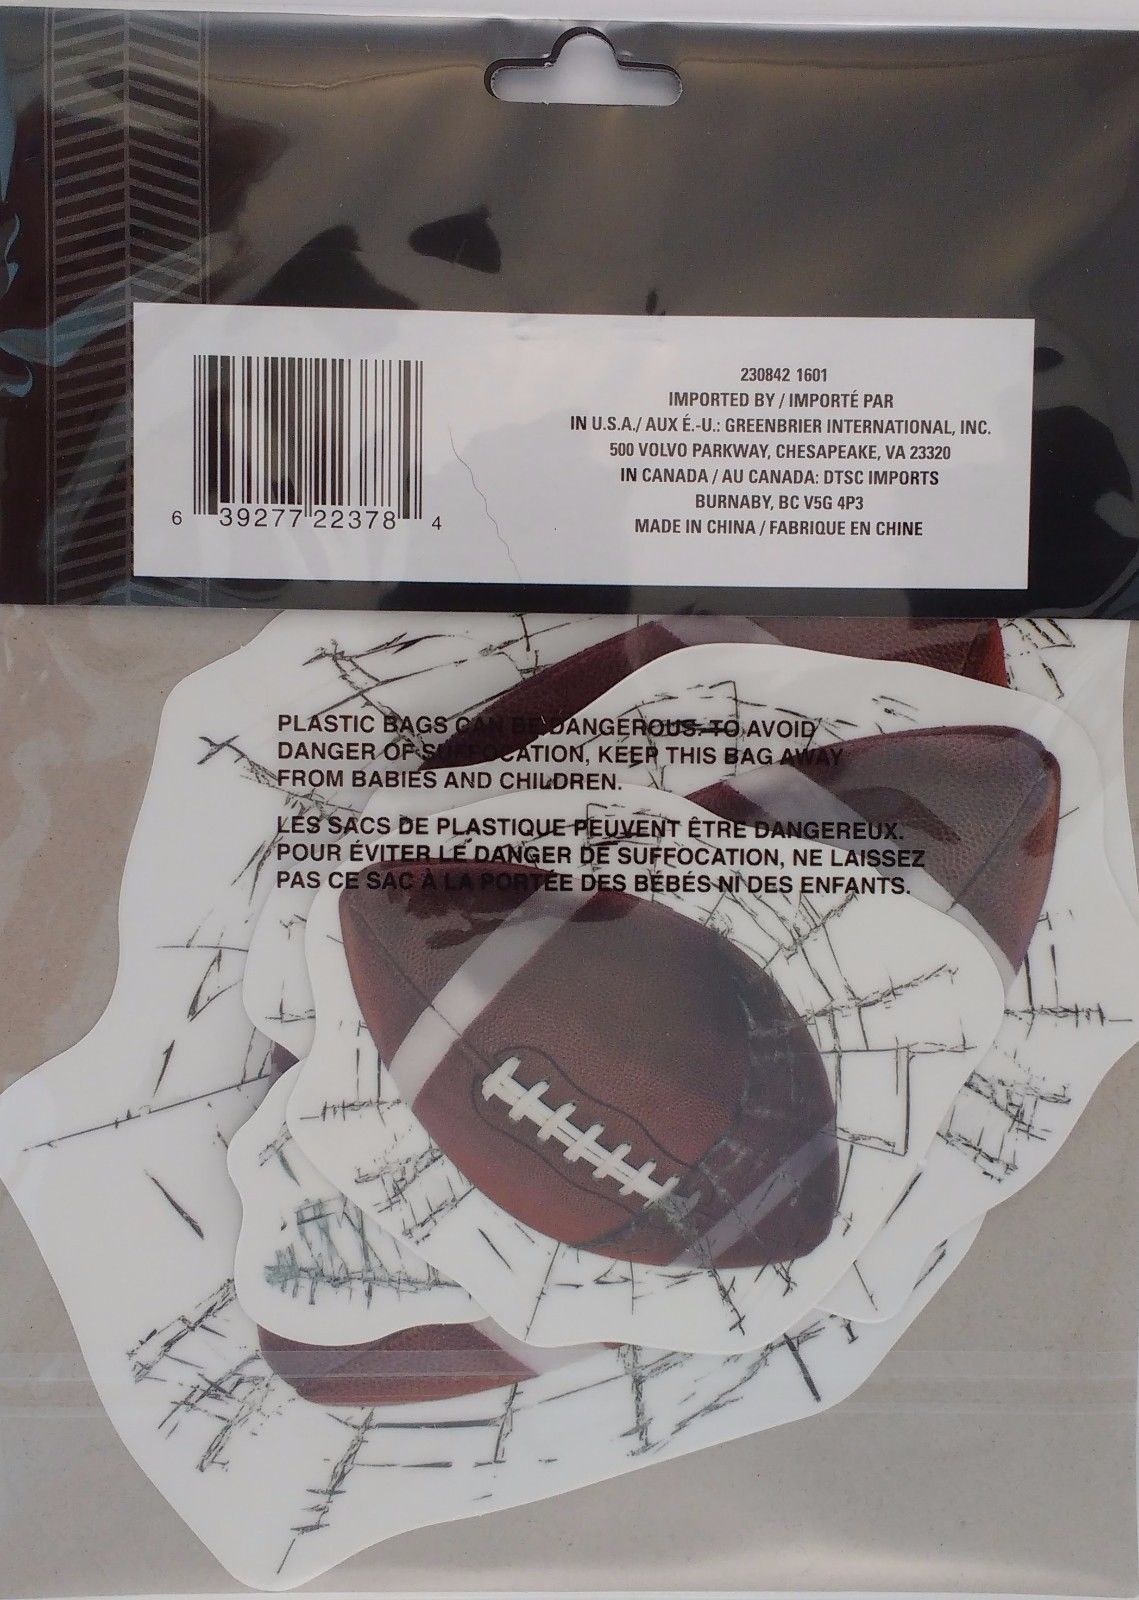 230842 1601
IMPORTED BY / IMPORTÉ PAR
IN U.S.A./ AUX É.-U.: GREENBRIER INTERNATIONAL, INC.
500 VOLVO PARKWAY, CHESAPEAKE, VA 23320
IN CANADA / AU CANADA: DTSC IMPORTS
BURNABY, BC V5G 4P3
MADE IN CHINA / FABRIQUE EN CHINE
6 39277 22378 4
PLASTIC BAGS CAN BE DANGEROUS. TO AVOID
DANGER OF SUFFOCATION, KEEP THIS BAG AWAY
FROM BABIES AND CHILDREN.
LES SACS DE PLASTIQUE PEUVENT ÊTRE DANGEREUX.
POUR ÉVITER LE DANGER DE SUFFOCATION, NE LAISSEZ
PAS CE SAC À LA PORTÉE DES BÉBÉS NI DES ENFANTS.